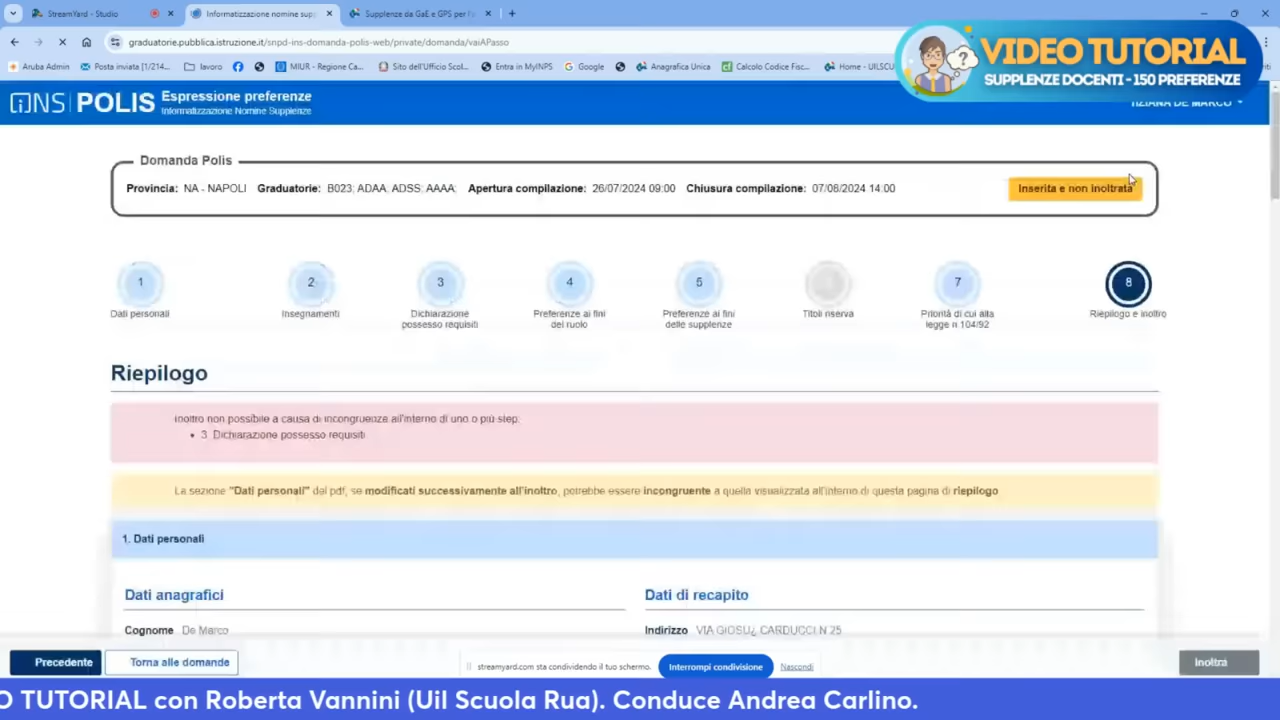 StreamYard - Studio
Informatizzazione nomine sup
Supplenze da GaE e GPS per l'
graduatorie.pubblica.istruzione.it/snpd-ins-domanda-polis-web/private/domanda/vaiAPasso
Aruba Admin
Posta inviata [1/214...
lavoro
MIUR - Regione Ca...
Sito dell'Ufficio Scol...
Entra in MyINPS
Google
Anagrafica Unica
Calcolo Codice Fisc...
Home - UILSCU
VIDEO TUTORIAL
SUPPLENZE DOCENTI - 150 PREFERENZE
INS POLIS
Espressione preferenze
Informatizzazione Nomine Supplenze
TIZIANA DE MARCO
Domanda Polis
Provincia: NA - NAPOLI Graduatorie: B023; ADAA; ADSS; AAAA; Apertura compilazione: 26/07/2024 09:00 Chiusura compilazione: 07/08/2024 14:00
Inserita e non inoltrata
1
Dati personali
2
Insegnamenti
3
Dichiarazione
possesso requisiti
4
Preferenze ai fini
del ruolo
5
Preferenze ai fini
delle supplenze
Titoli riserva
7
Priorità di cui alla
legge n 104/92
8
Riepilogo e inoltro
Riepilogo
Inoltro non possibile a causa di incongruenze all'interno di uno o più step:
• 3. Dichiarazione possesso requisiti
La sezione "Dati personali" del pdf, se modificati successivamente all'inoltro, potrebbe essere incongruente a quella visualizzata all'interno di questa pagina di riepilogo
1. Dati personali
Dati anagrafici
Dati di recapito
Cognome De Marco
Indirizzo VIA GIOSU¿ CARDUCCI N 25
Precedente
Torna alle domande
streamyard.com sta condividendo il tuo schermo.
Interrompi condivisione
Nascondi
Inoltra
O TUTORIAL con Roberta Vannini (Uil Scuola Rua). Conduce Andrea Carlino.